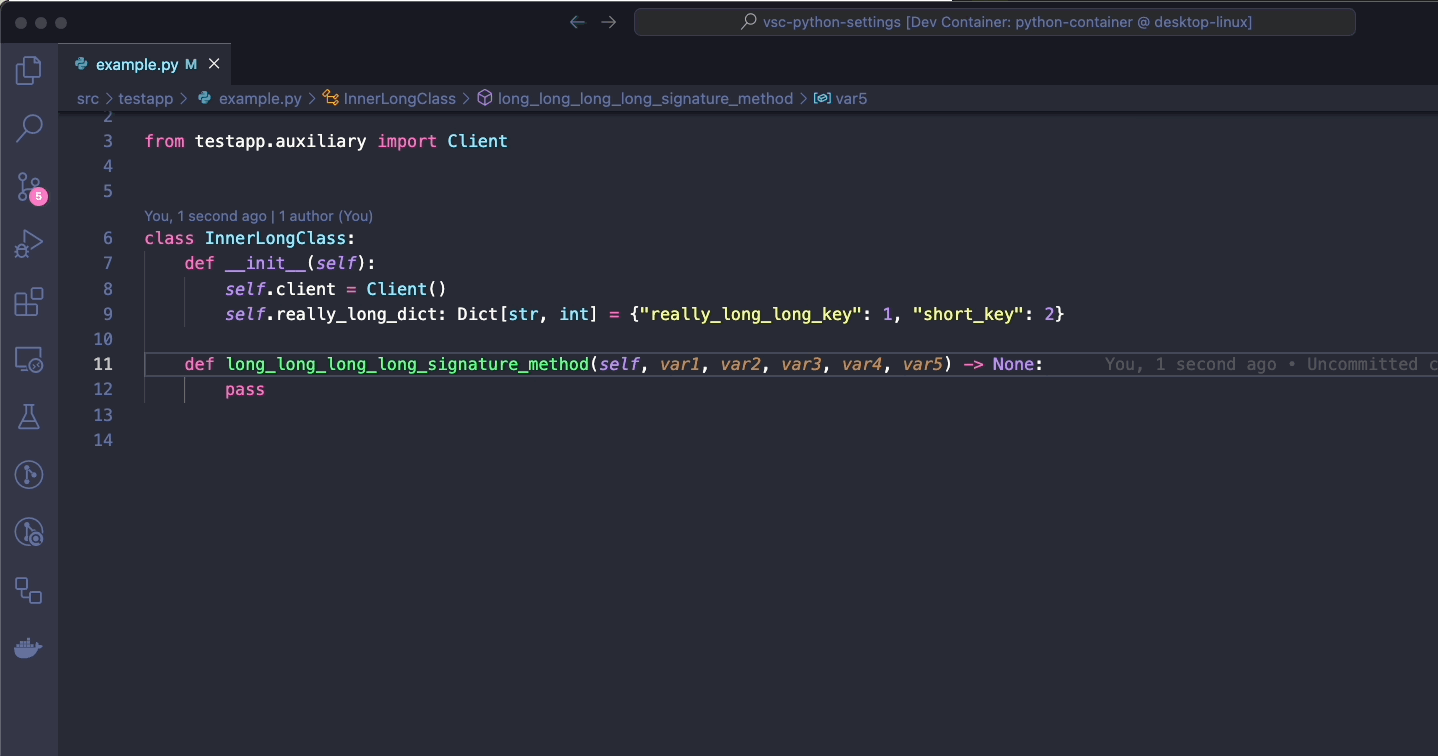 vsc-python-settings [Dev Container: python-container @ desktop-linux]
example.py M
src > testapp > example.py > InnerLongClass > long_long_long_long_signature_method > var5
2
3 from testapp.auxiliary import Client
4
5
You, 1 second ago | 1 author (You)
6 class InnerLongClass:
7     def __init__(self):
8         self.client = Client()
9         self.really_long_dict: Dict[str, int] = {"really_long_long_key": 1, "short_key": 2}
10
11     def long_long_long_long_signature_method(self, var1, var2, var3, var4, var5) -> None: You, 1 second ago • Uncommitted c
12         pass
13
14
5